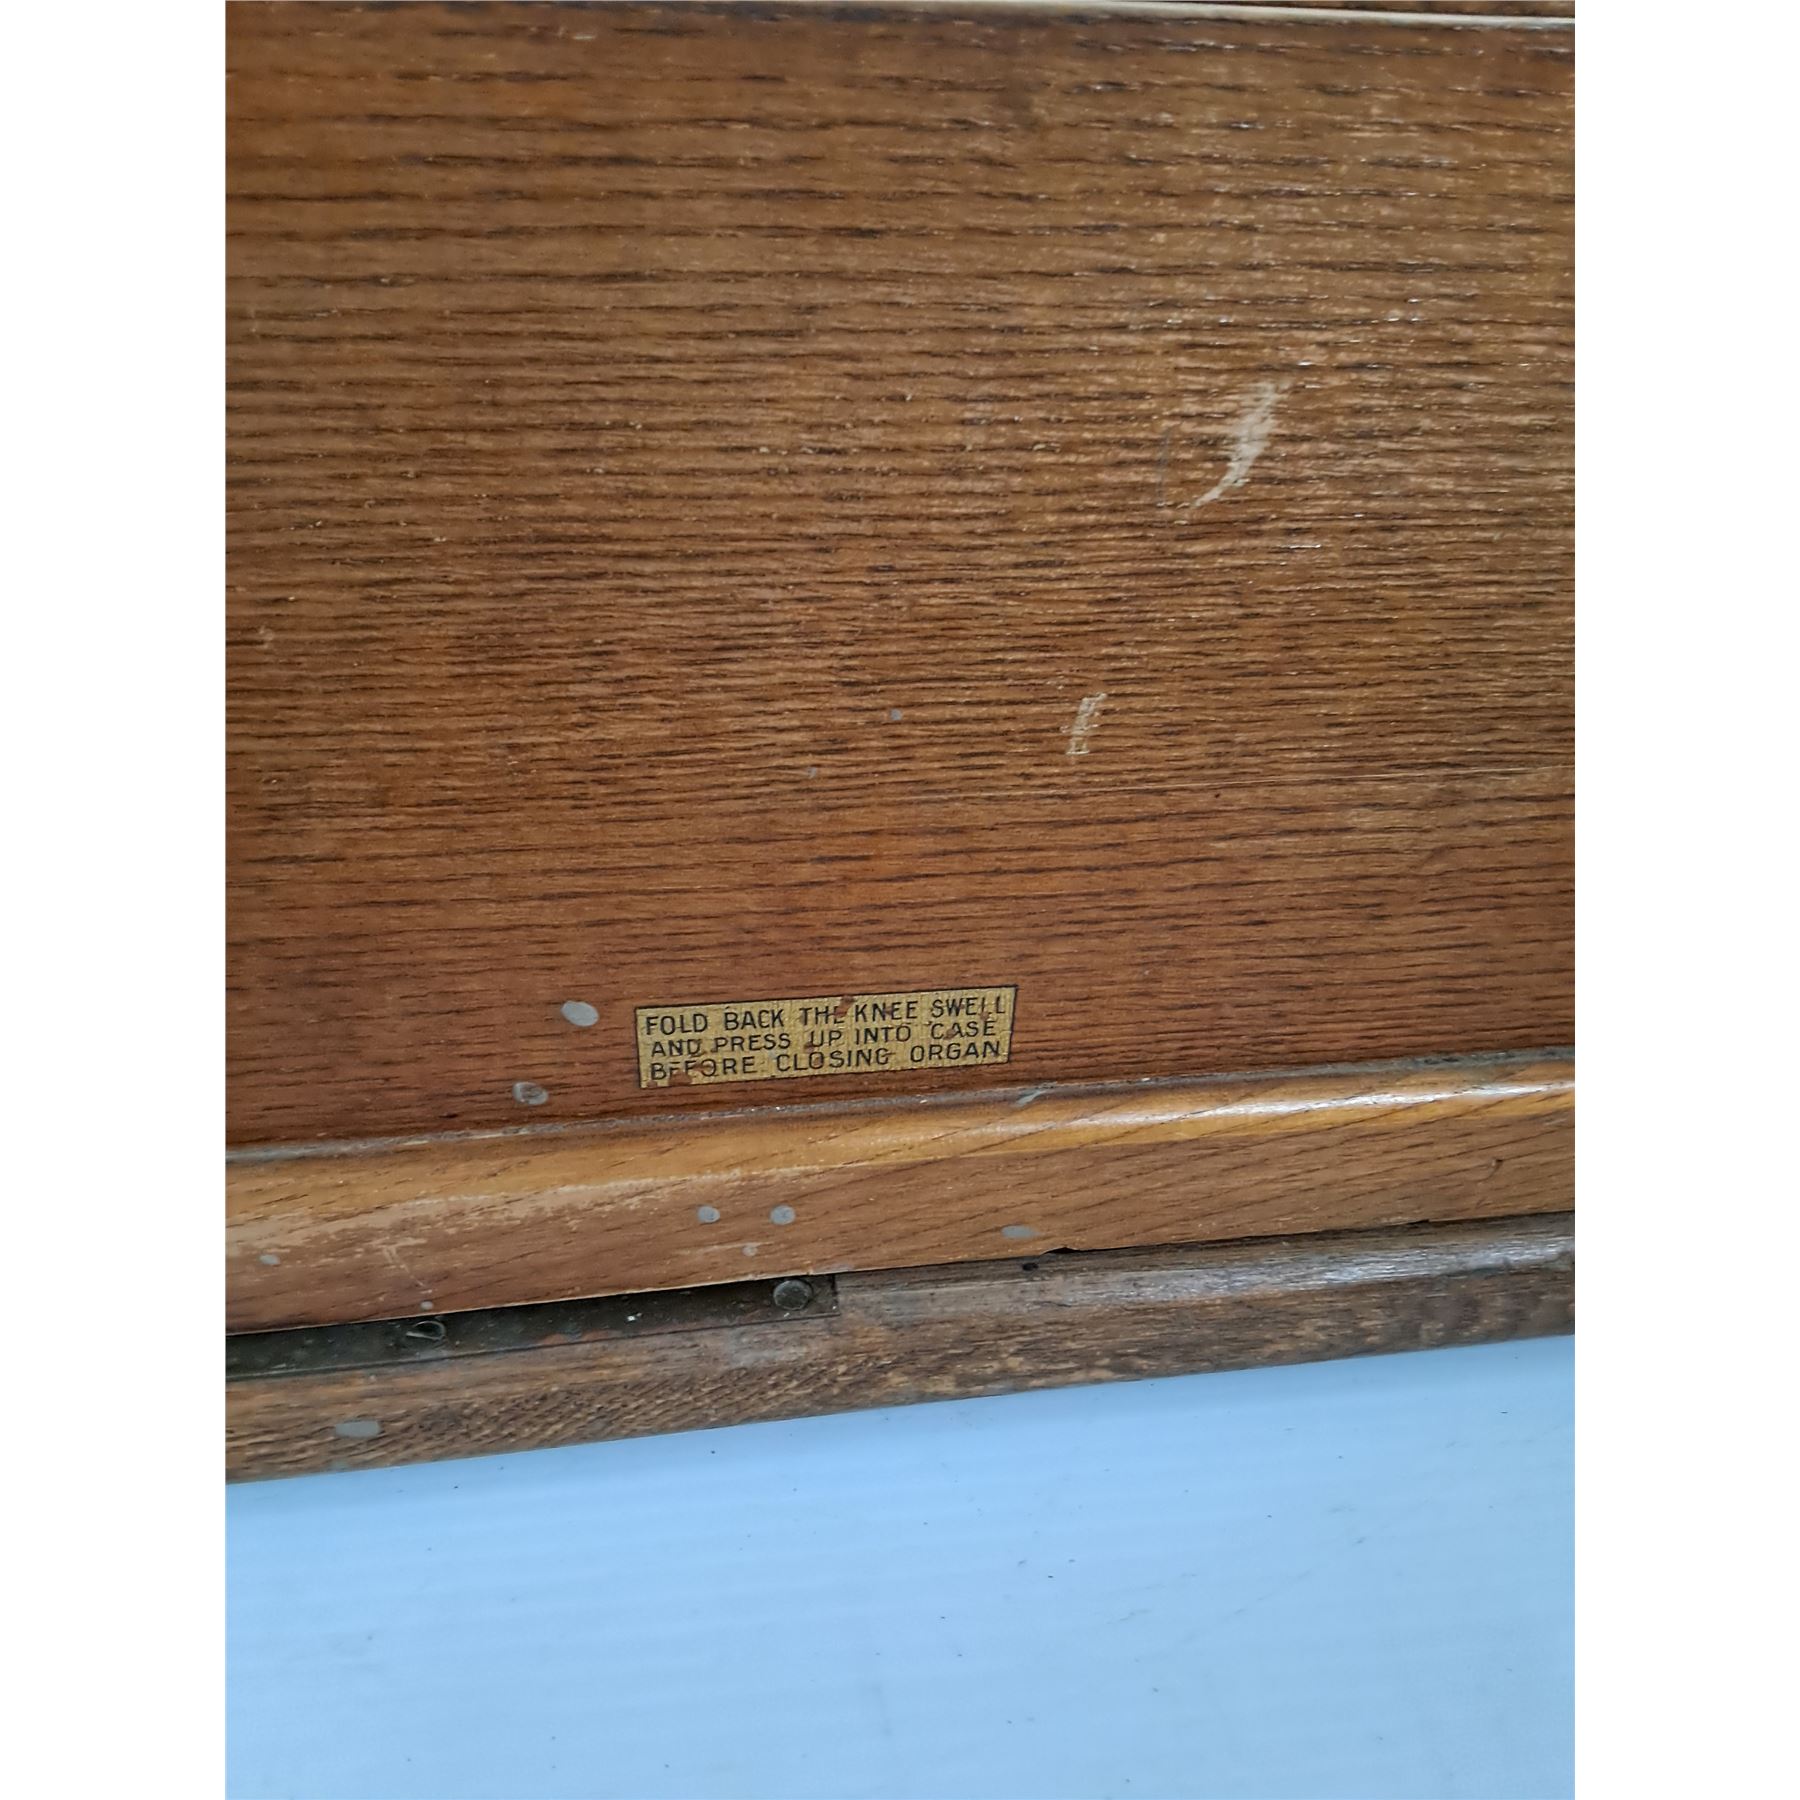 FOLD BACK THE KNEE SWELL
AND PRESS UP INTO CASE
BEFORE CLOSING ORGAN